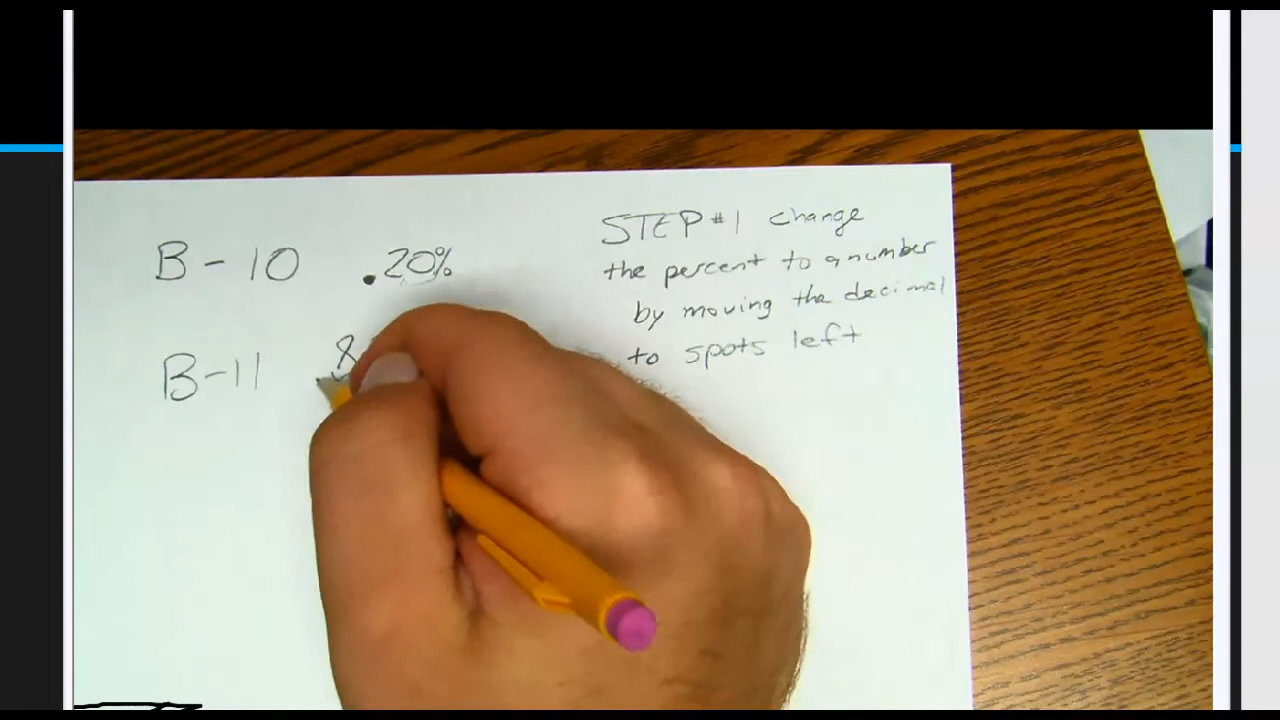 B-10 .20%
STEP #1 change
the percent to a number
by moving the decimal
to spots left
B-11 8